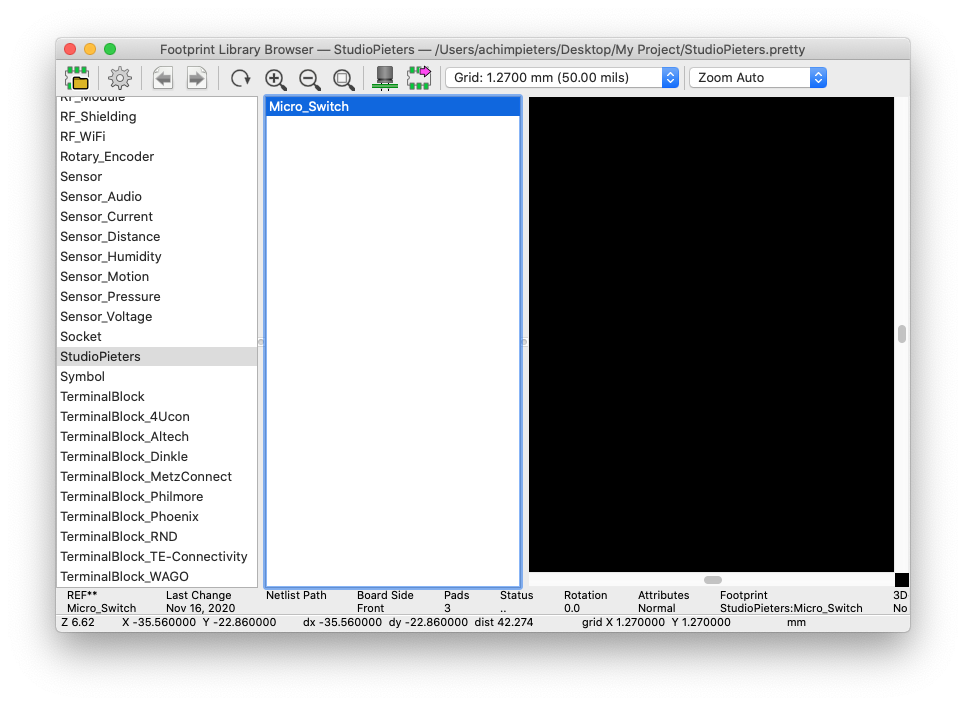 Footprint Library Browser — StudioPieters — /Users/achimpieters/Desktop/My Project/StudioPieters.pretty
Grid: 1.2700 mm (50.00 mils) Zoom Auto
RF_Module
RF_Shielding
RF_WiFi
Rotary_Encoder
Sensor
Sensor_Audio
Sensor_Current
Sensor_Distance
Sensor_Humidity
Sensor_Motion
Sensor_Pressure
Sensor_Voltage
Socket
StudioPieters
Symbol
TerminalBlock
TerminalBlock_4Ucon
TerminalBlock_Altech
TerminalBlock_Dinkle
TerminalBlock_MetzConnect
TerminalBlock_Philmore
TerminalBlock_Phoenix
TerminalBlock_RND
TerminalBlock_TE-Connectivity
TerminalBlock_WAGO
Micro_Switch
REF** Last Change Netlist Path Board Side Pads Status Rotation Attributes Footprint 3D
Micro_Switch Nov 16, 2020 Front 3 .. 0.0 Normal StudioPieters:Micro_Switch No
Z 6.62 X -35.560000 Y -22.860000 dx -35.560000 dy -22.860000 dist 42.274 grid X 1.270000 Y 1.270000 mm